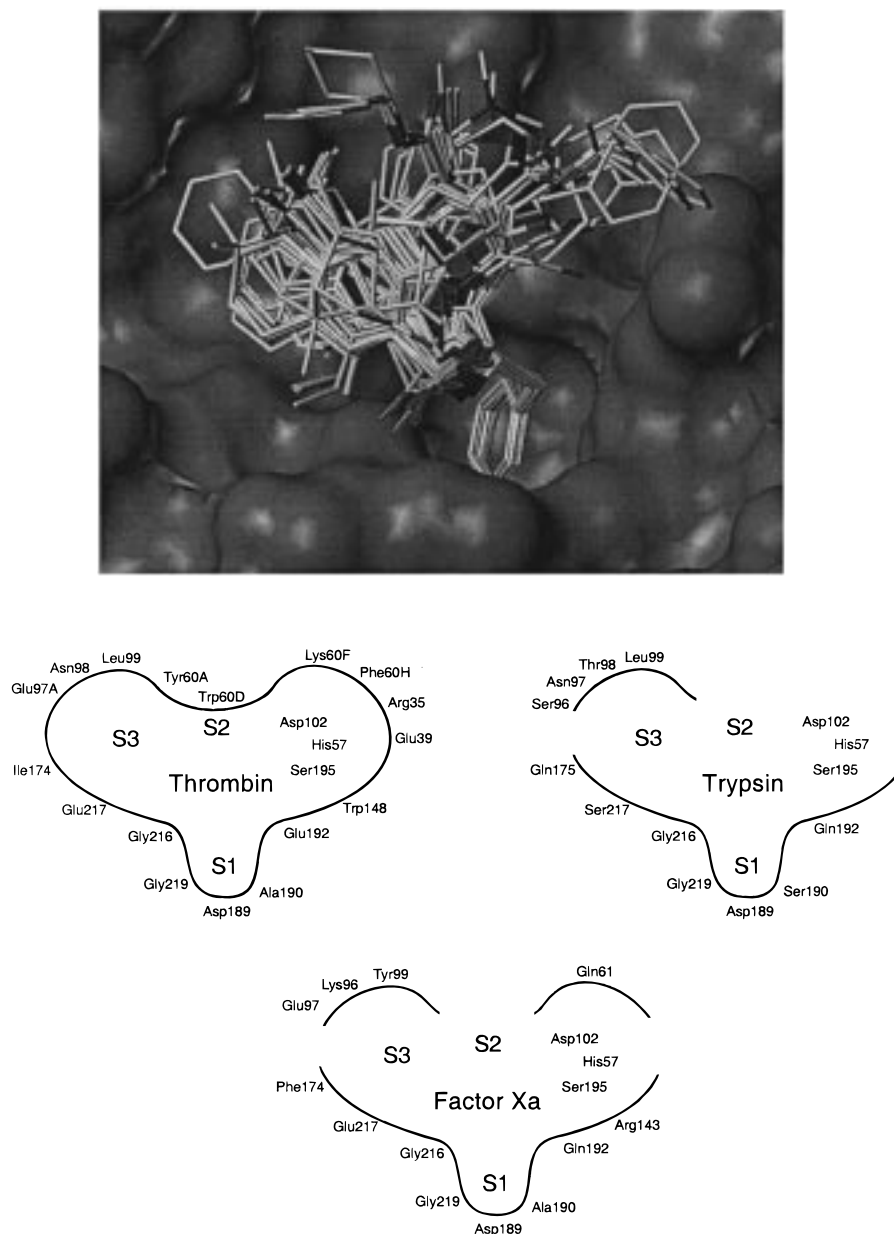 Lys60F
Leu99
Asn98
Tyr60A
Phe60H
Glu97A
Trp60D
Arg35
S3
S2
Asp102
His57
Glu39
Ile174
Thrombin
Ser195
Glu217
Trp148
Gly216
Glu192
S1
Gly219
Ala190
Asp189
Leu99
Thr98
Asn97
Ser96
S3
S2
Asp102
His57
Gln175
Trypsin
Ser195
Ser217
Gly216
Gln192
S1
Gly219
Ser190
Asp189
Tyr99
Gln61
Lys96
Glu97
S3
S2
Asp102
His57
Phe174
Factor Xa
Ser195
Glu217
Arg143
Gly216
Gln192
S1
Gly219
Ala190
Asp189